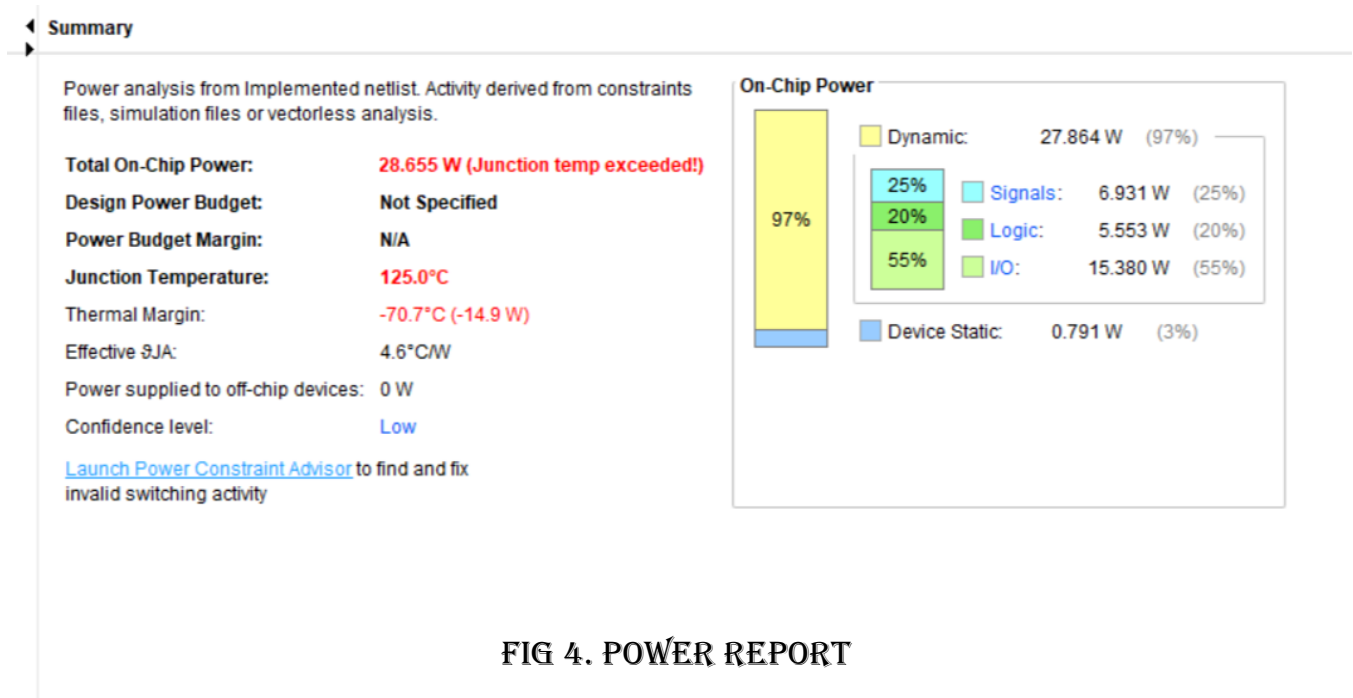 Summary
Power analysis from Implemented netlist. Activity derived from constraints
files, simulation files or vectorless analysis.
Total On-Chip Power: 28.655 W (Junction temp exceeded!)
Design Power Budget: Not Specified
Power Budget Margin: N/A
Junction Temperature: 125.0°C
Thermal Margin: -70.7°C (-14.9 W)
Effective ϑJA: 4.6°C/W
Power supplied to off-chip devices: 0 W
Confidence level: Low
Launch Power Constraint Advisor to find and fix
invalid switching activity
On-Chip Power
97%
Dynamic: 27.864 W (97%)
25% Signals: 6.931 W (25%)
20% Logic: 5.553 W (20%)
55% I/O: 15.380 W (55%)
Device Static: 0.791 W (3%)
FIG 4. POWER REPORT